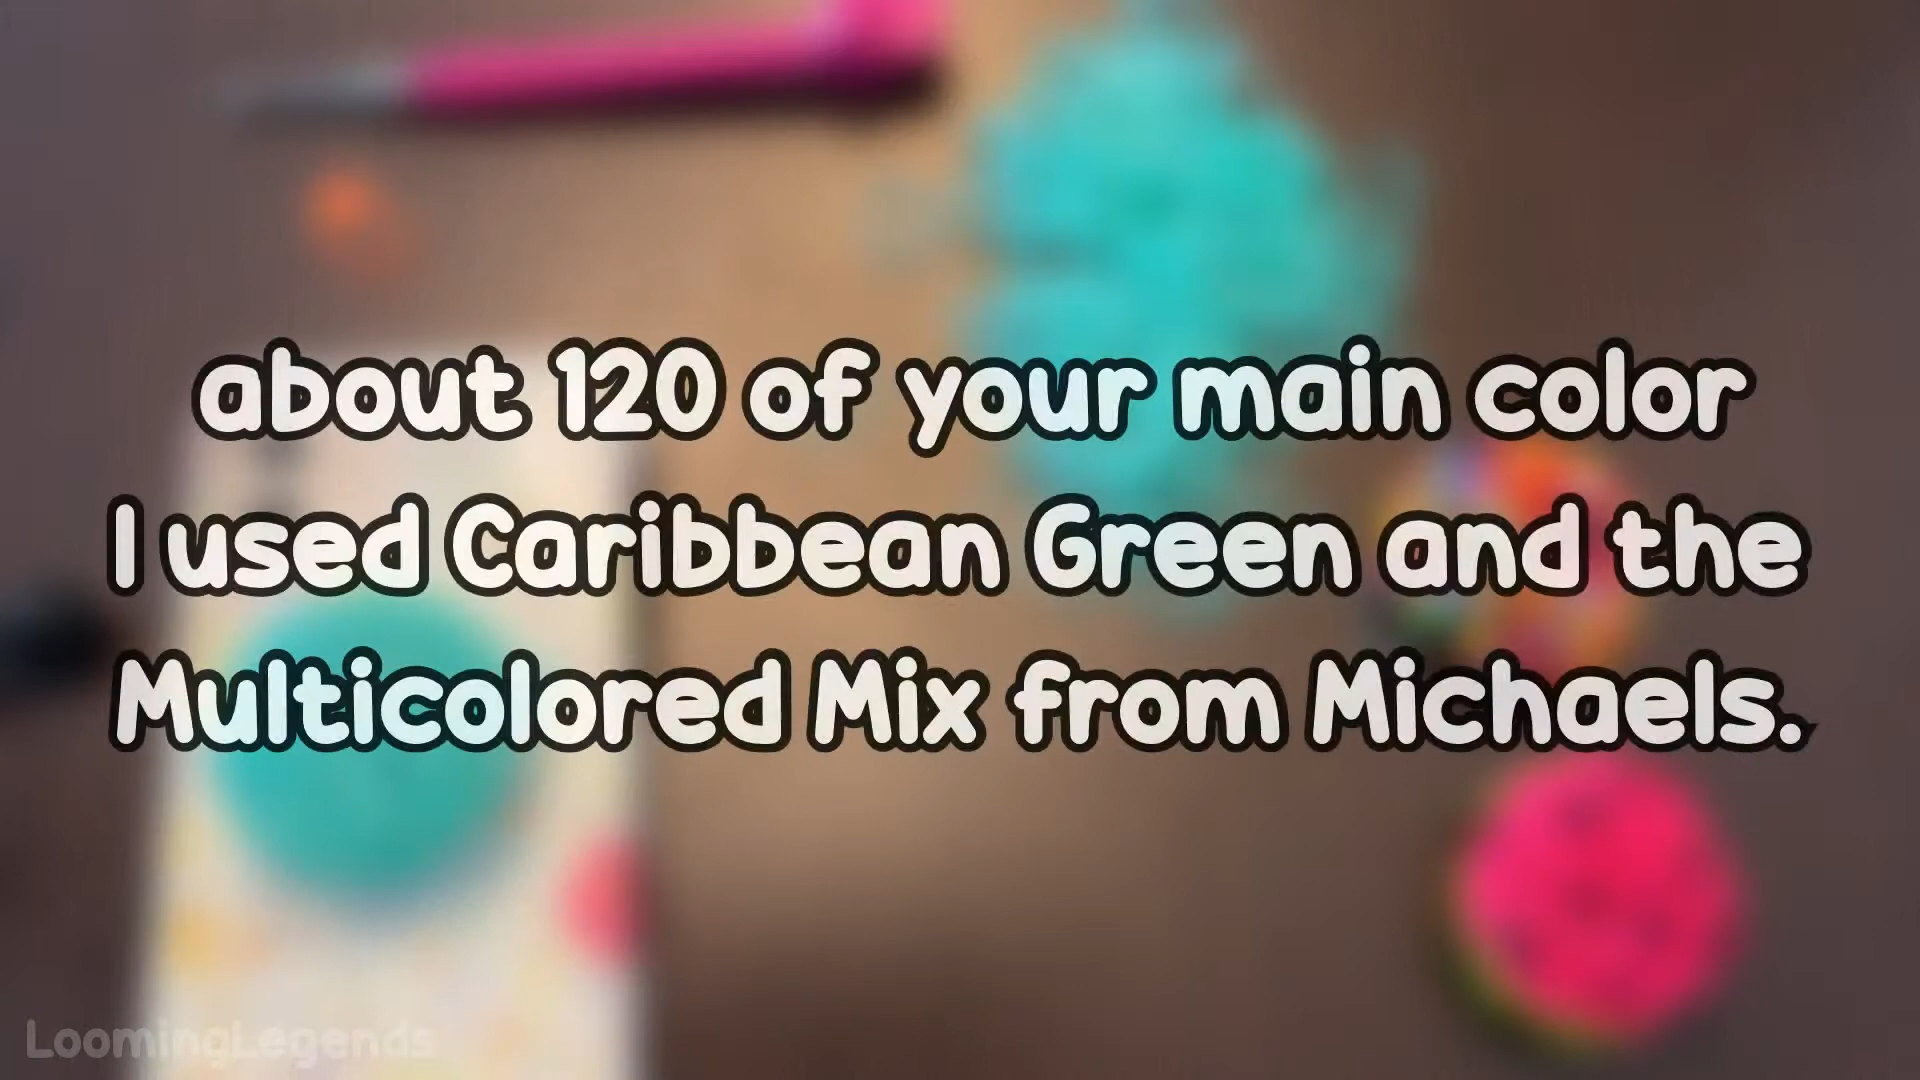 about 120 of your main color
I used Caribbean Green and the
Multicolored Mix from Michaels.
LoomingLegends